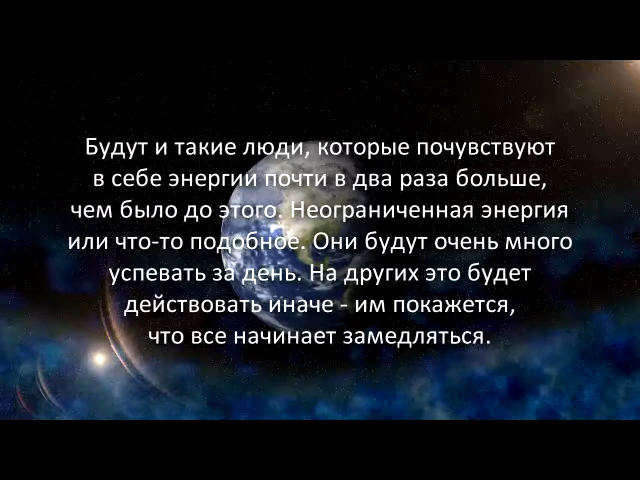 Будут и такие люди, которые почувствуют
в себе энергии почти в два раза больше,
чем было до этого. Неограниченная энергия
или что-то подобное. Они будут очень много
успевать за день. На других это будет
действовать иначе - им покажется,
что все начинает замедляться.